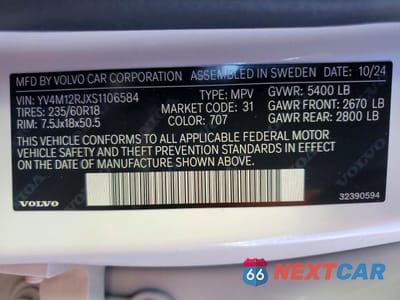 MFD BY VOLVO CAR CORPORATION ASSEMBLED IN SWEDEN 10/24
VIN: YV4M12RJXS1106584 TYPE: MPV GVWR: 5400 LB
TIRES: 235/60R18 MARKET CODE: 31 GAWR FRONT: 2670 LB
RIM: 7.5Jx18x50.5 COLOR: 707 GAWR REAR: 2800 LB
THIS VEHICLE CONFORMS TO ALL APPLICABLE FEDERAL MOTOR
VEHICLE SAFETY AND THEFT PREVENTION STANDARDS IN EFFECT
ON THE DATE OF MANUFACTURE SHOWN ABOVE.
VOLVO 32390594
66 NEXTCAR